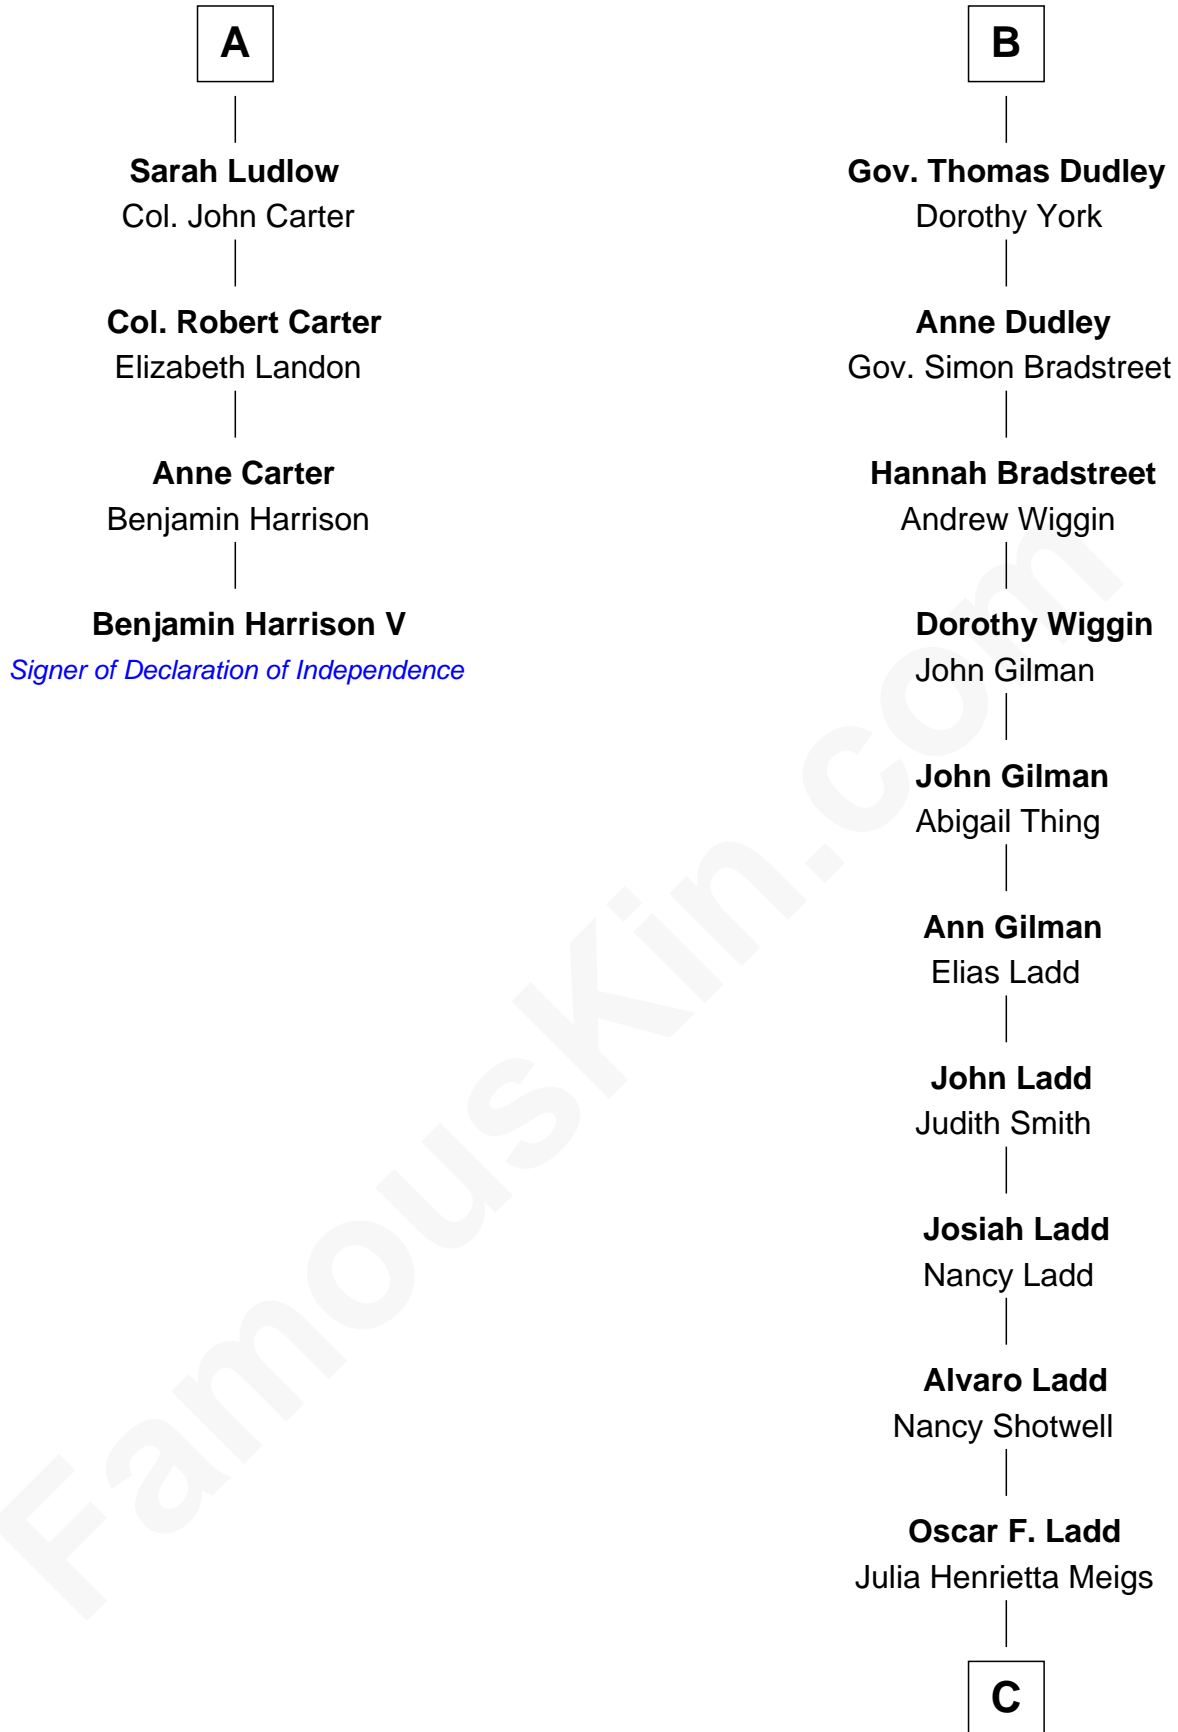 A
Sarah Ludlow
Col. John Carter
Col. Robert Carter
Elizabeth Landon
Anne Carter
Benjamin Harrison
Benjamin Harrison V
Signer of Declaration of Independence
B
Gov. Thomas Dudley
Dorothy York
Anne Dudley
Gov. Simon Bradstreet
Hannah Bradstreet
Andrew Wiggin
Dorothy Wiggin
John Gilman
John Gilman
Abigail Thing
Ann Gilman
Elias Ladd
John Ladd
Judith Smith
Josiah Ladd
Nancy Ladd
Alvaro Ladd
Nancy Shotwell
Oscar F. Ladd
Julia Henrietta Meigs
C
FamousKin.com